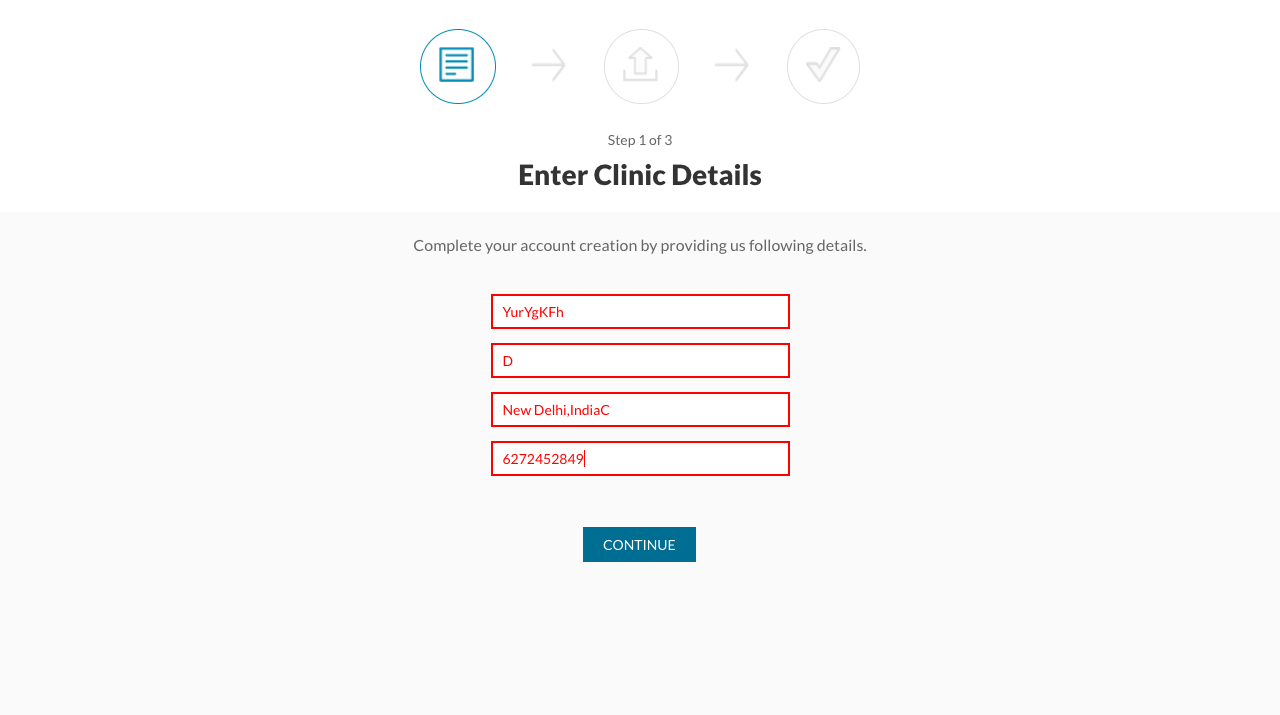 Step 1 of 3
Enter Clinic Details
Complete your account creation by providing us following details.
YurYgKFh
D
New Delhi,IndiaC
6272452849
CONTINUE